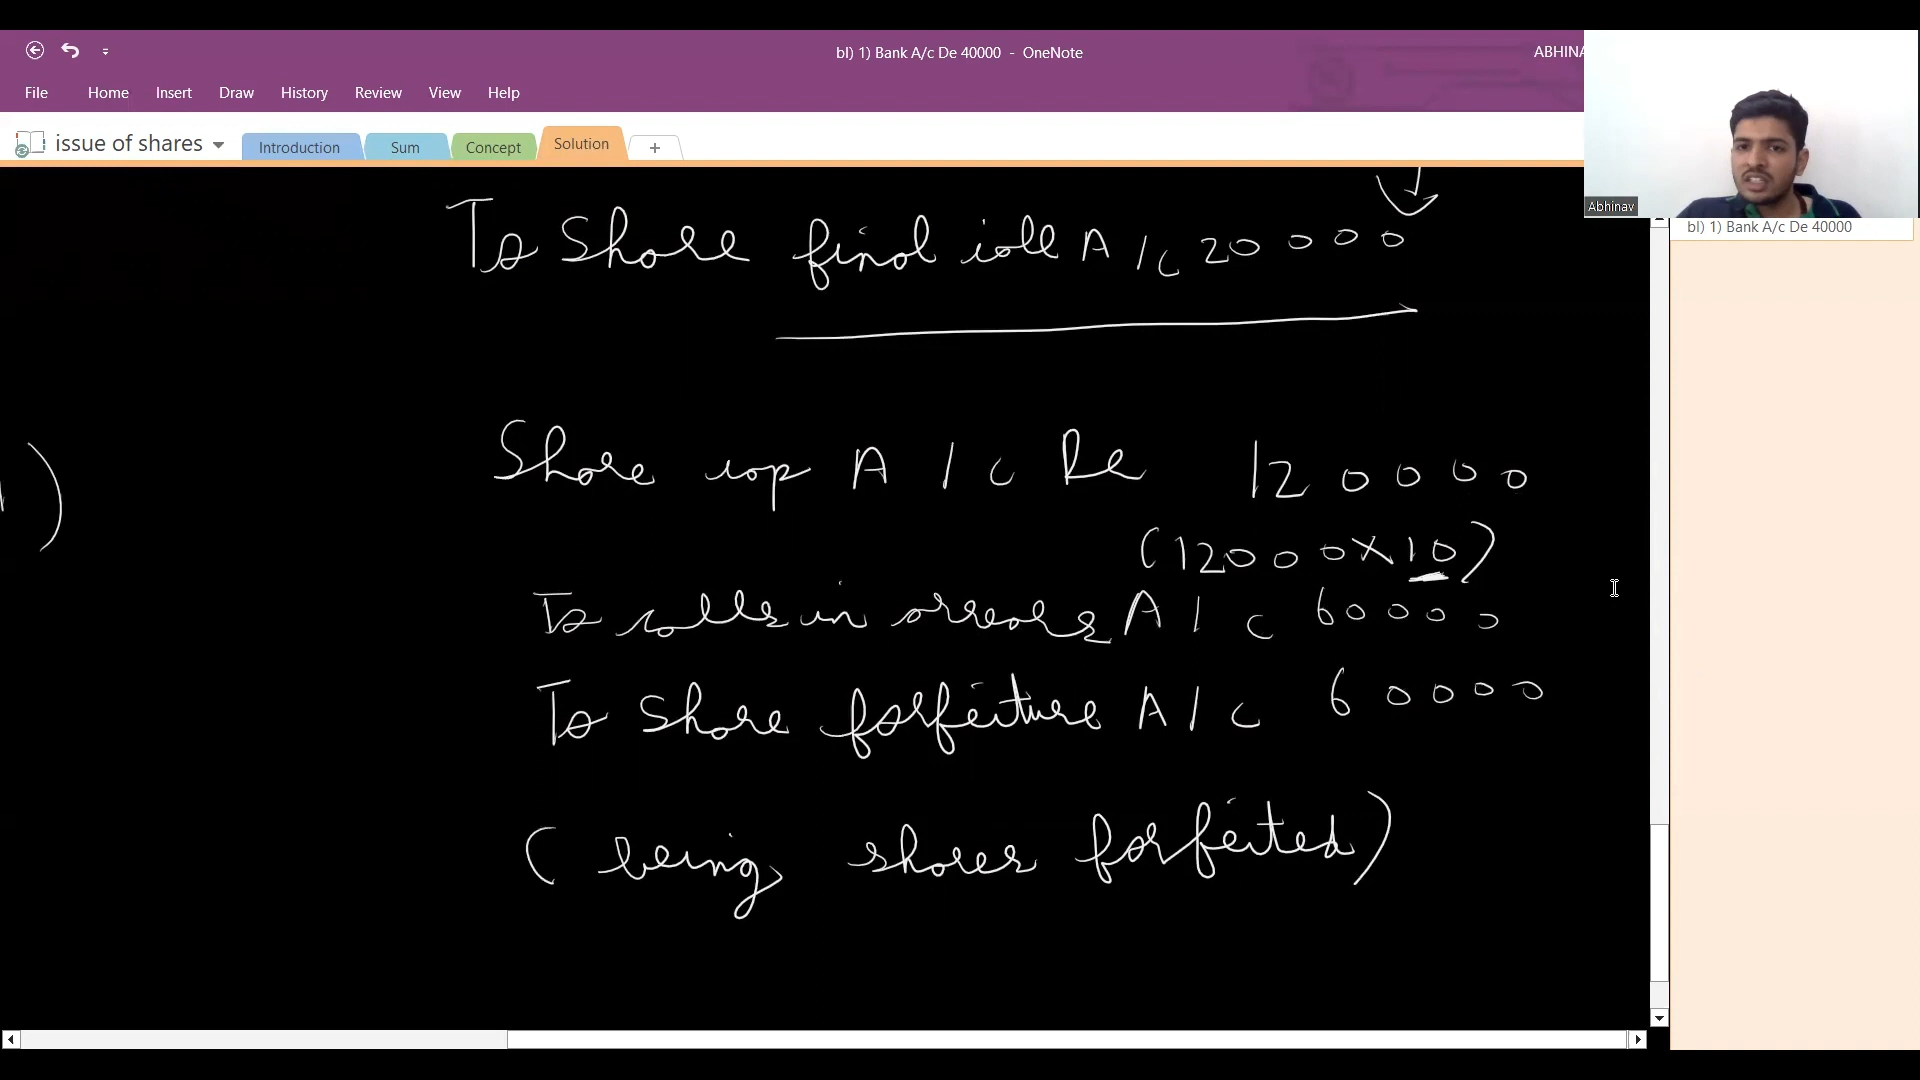 bI) 1) Bank A/c De 40000 - OneNote
ABHINA
File Home Insert Draw History Review View Help
issue of shares
Introduction Sum Concept Solution +
Abhinav
bI) 1) Bank A/c De 40000
To Share final call A/c 20000
Share cap A/c De 120000
(12000x10)
)
To calls in arrears A/c 60000
To Share forfeiture A/c 60000
(being shares forfeited)